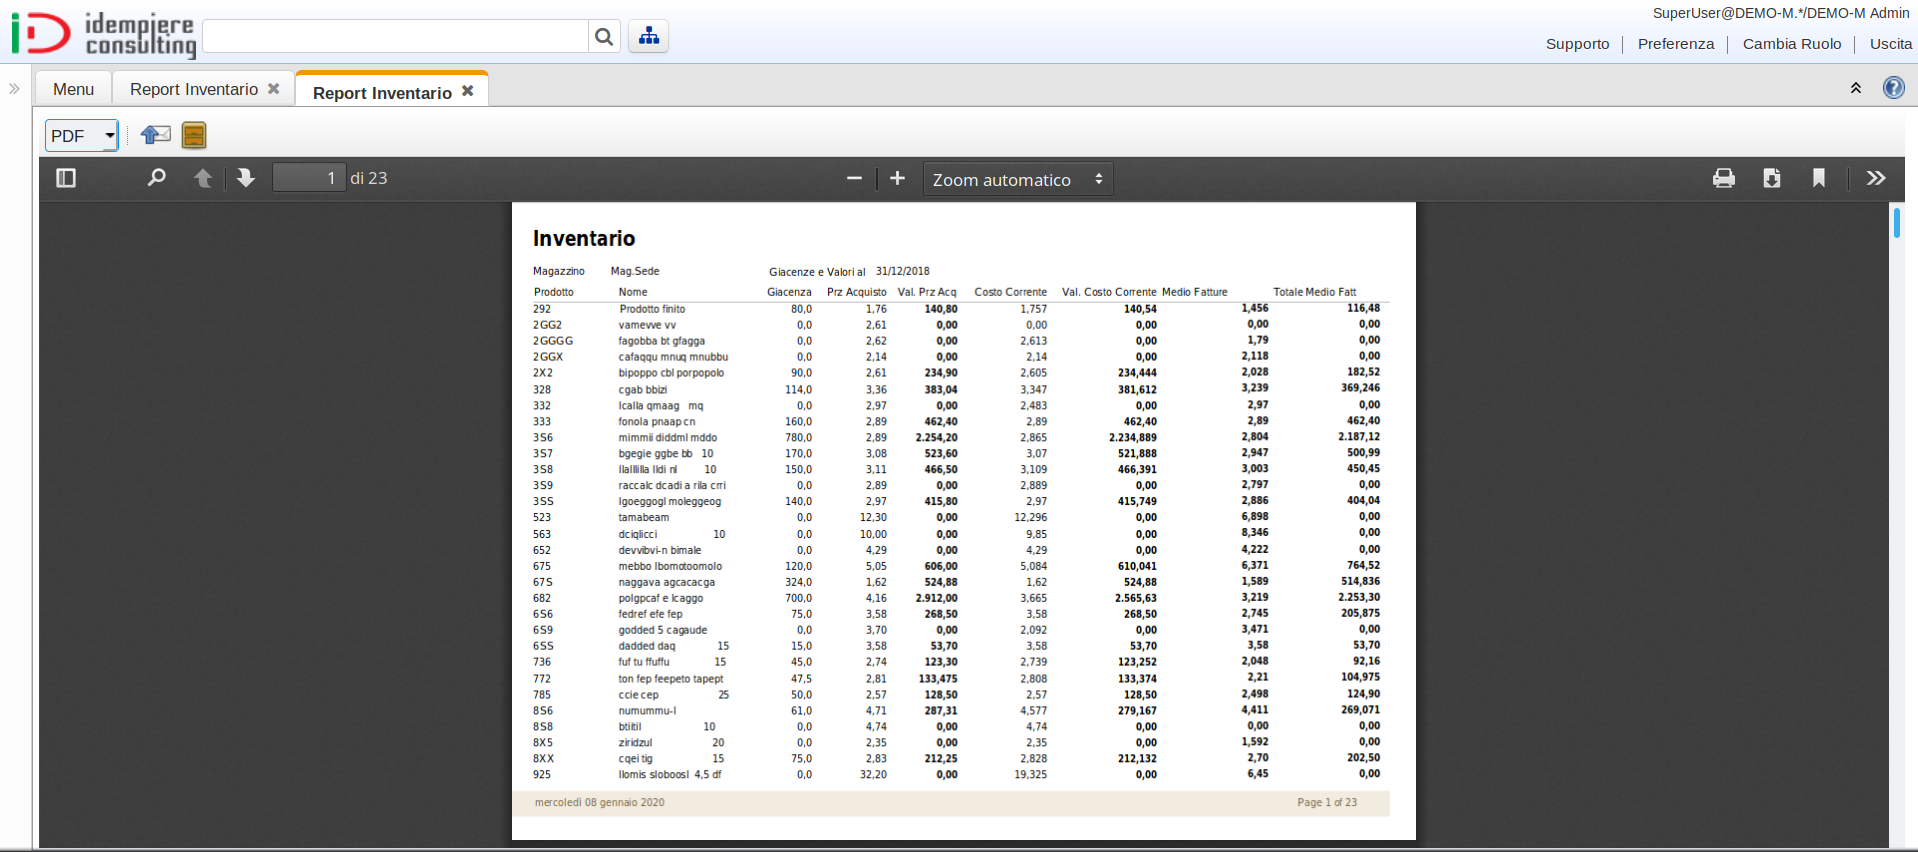 SuperUser@DEMO-M.*/DEMO-M Admin
idempiere
consulting
Supporto Preferenza Cambia Ruolo Uscita
Menu Report Inventario Report Inventario
PDF
1 di 23 Zoom automatico
Inventario
Magazzino Mag.Sede Giacenze e Valori al 31/12/2018
Prodotto Nome Giacenza Prz Acquisto Val. Prz Acq Costo Corrente Val. Costo Corrente Medio Fatture Totale Medio Fatt
292 Prodotto finito 80,0 1,76 140,80 1,757 140,54 1,456 116,48
2GG2 vamevve vv 0,0 2,61 0,00 0,00 0,00 0,00 0,00
2GGGG fagobba bt gfagga 0,0 2,62 0,00 2,613 0,00 1,79 0,00
2GGX cafaqqu mnuq mnubbu 0,0 2,14 0,00 2,14 0,00 2,118 0,00
2X2 bipoppo cbl porpopolo 90,0 2,61 234,90 2,605 234,444 2,028 182,52
328 cgab bbizi 114,0 3,36 383,04 3,347 381,612 3,239 369,246
332 lcalla qmaag mq 0,0 2,97 0,00 2,483 0,00 2,97 0,00
333 fonola pnaap cn 160,0 2,89 462,40 2,89 462,40 2,89 462,40
3S6 mimmii diddml mddo 780,0 2,89 2.254,20 2,865 2.234,889 2,804 2.187,12
3S7 bgegie ggbe bb 10 170,0 3,08 523,60 3,07 521,888 2,947 500,99
3S8 llalllilla lldi nl 10 150,0 3,11 466,50 3,109 466,391 3,003 450,45
3S9 raccalc dcadi a rila crri 0,0 2,89 0,00 2,889 0,00 2,797 0,00
3SS lgoeggogl moleggeog 140,0 2,97 415,80 2,97 415,749 2,886 404,04
523 tamabeam 0,0 12,30 0,00 12,296 0,00 6,898 0,00
563 dciqlicci 10 0,0 10,00 0,00 9,85 0,00 8,346 0,00
652 devvibvi-n bimale 0,0 4,29 0,00 4,29 0,00 4,222 0,00
675 mebbo lbomotoomolo 120,0 5,05 606,00 5,084 610,041 6,371 764,52
67S naggava agcacacga 324,0 1,62 524,88 1,62 524,88 1,589 514,836
682 polgpcaf e lcaggo 700,0 4,16 2.912,00 3,665 2.565,63 3,219 2.253,30
6S6 fedref efe fep 75,0 3,58 268,50 3,58 268,50 2,745 205,875
6S9 godded 5 cagaude 0,0 3,70 0,00 2,092 0,00 3,471 0,00
6SS dadded daq 15 15,0 3,58 53,70 3,58 53,70 3,58 53,70
736 fuf tu ffuffu 15 45,0 2,74 123,30 2,739 123,252 2,048 92,16
772 ton fep feepeto tapept 47,5 2,81 133,475 2,808 133,374 2,21 104,975
785 ccie cep 25 50,0 2,57 128,50 2,57 128,50 2,498 124,90
8S6 numummu-l 61,0 4,71 287,31 4,577 279,167 4,411 269,071
8S8 btiitil 10 0,0 4,74 0,00 4,74 0,00 0,00 0,00
8X5 ziridzul 20 0,0 2,35 0,00 2,35 0,00 1,592 0,00
8XX cqei tig 15 75,0 2,83 212,25 2,828 212,132 2,70 202,50
925 llomis sloboosl 4,5 df 0,0 32,20 0,00 19,325 0,00 6,45 0,00
mercoledì 08 gennaio 2020 Page 1 of 23